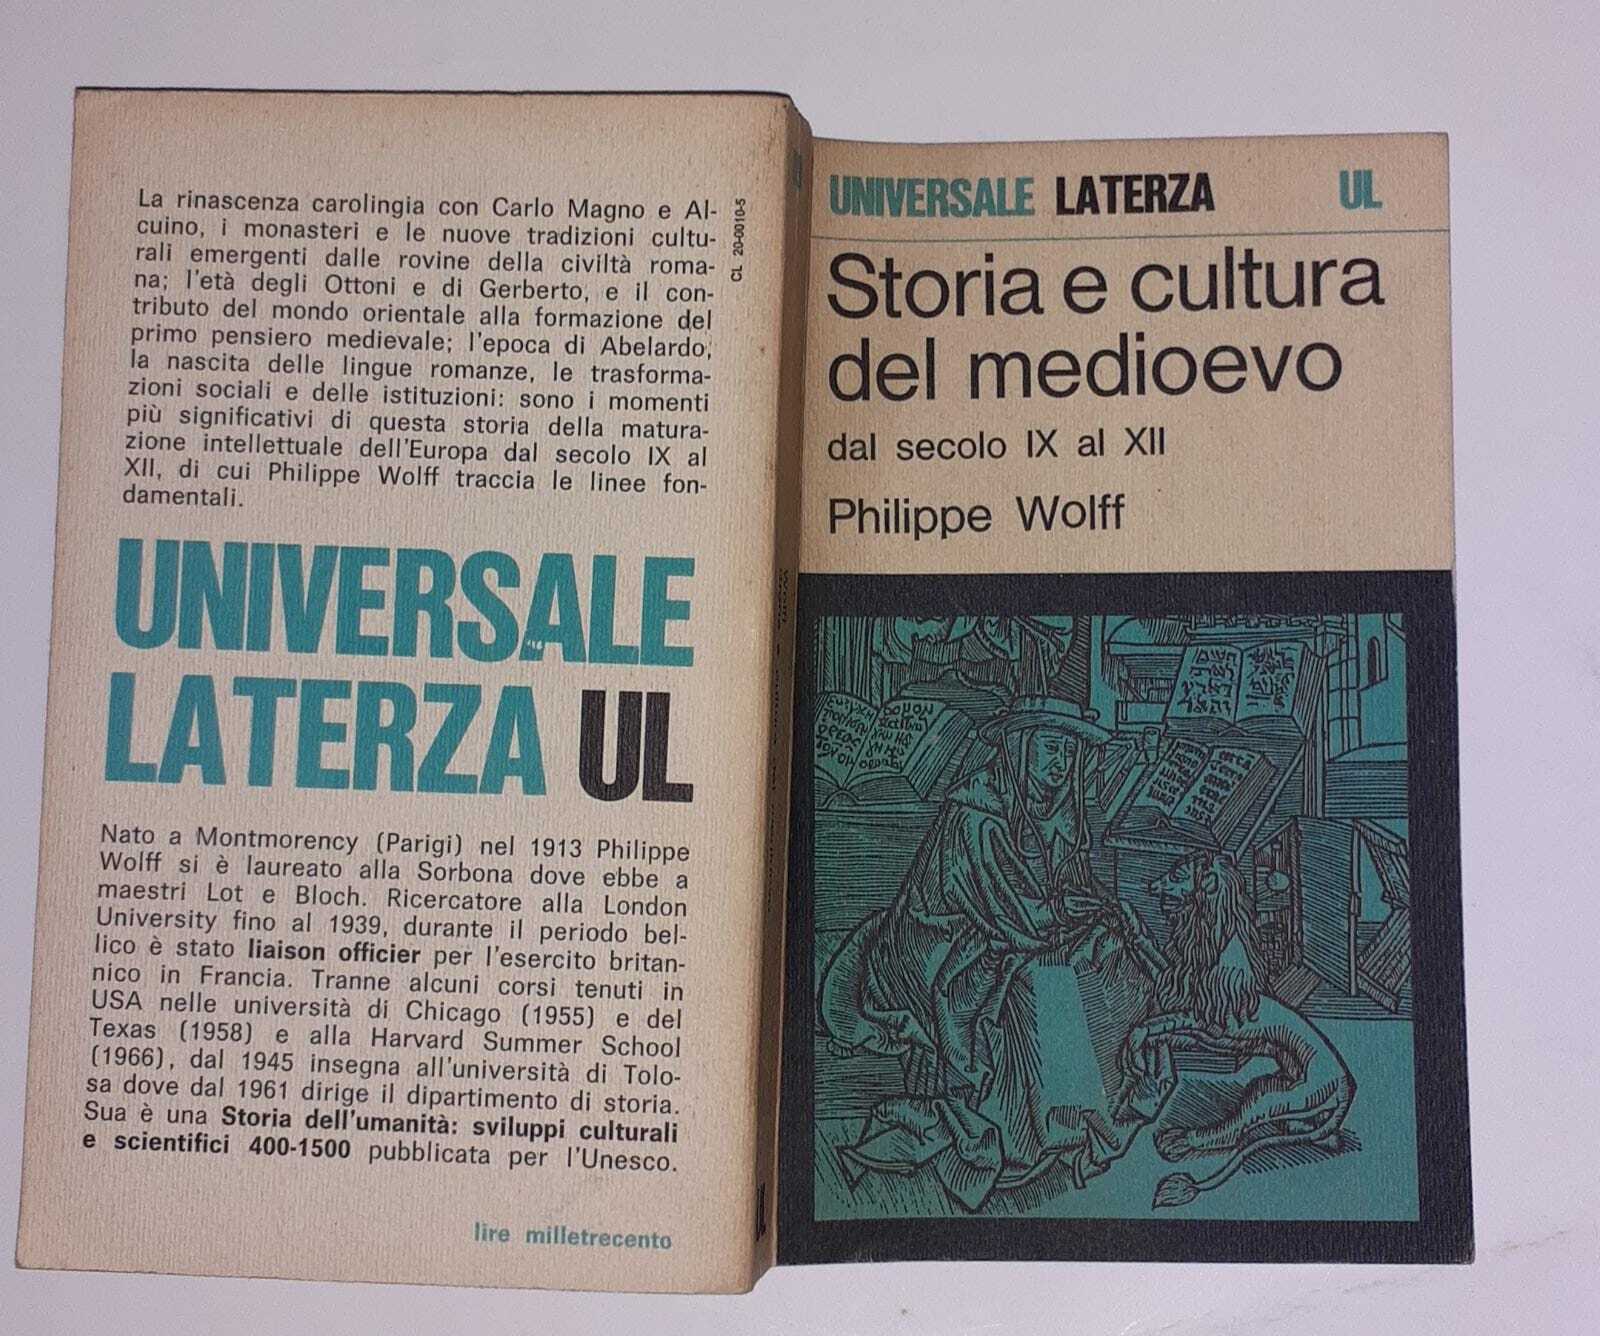 La rinascenza carolingia con Carlo Magno e Al-
cuino, i monasteri e le nuove tradizioni cultu-
rali emergenti dalle rovine della civiltà roma-
na; l'età degli Ottoni e di Gerberto, e il con-
tributo del mondo orientale alla formazione del
primo pensiero medievale; l'epoca di Abelardo,
la nascita delle lingue romanze, le trasforma-
zioni sociali e delle istituzioni: sono i momenti
più significativi di questa storia della matura-
zione intellettuale dell'Europa dal secolo IX al
XII, di cui Philippe Wolff traccia le linee fon-
damentali.
CL 20-0010-5
UNIVERSALE
LATERZA UL
Nato a Montmorency (Parigi) nel 1913 Philippe
Wolff si è laureato alla Sorbona dove ebbe a
maestri Lot e Bloch. Ricercatore alla London
University fino al 1939, durante il periodo bel-
lico è stato liaison officier per l'esercito britan-
nico in Francia. Tranne alcuni corsi tenuti in
USA nelle università di Chicago (1955) e del
Texas (1958) e alla Harvard Summer School
(1966), dal 1945 insegna all'università di Tolo-
sa dove dal 1961 dirige il dipartimento di storia.
Sua è una Storia dell'umanità: sviluppi culturali
e scientifici 400-1500 pubblicata per l'Unesco.
lire milletrecento
UNIVERSALE LATERZA UL
Storia e cultura
del medioevo
dal secolo IX al XII
Philippe Wolff